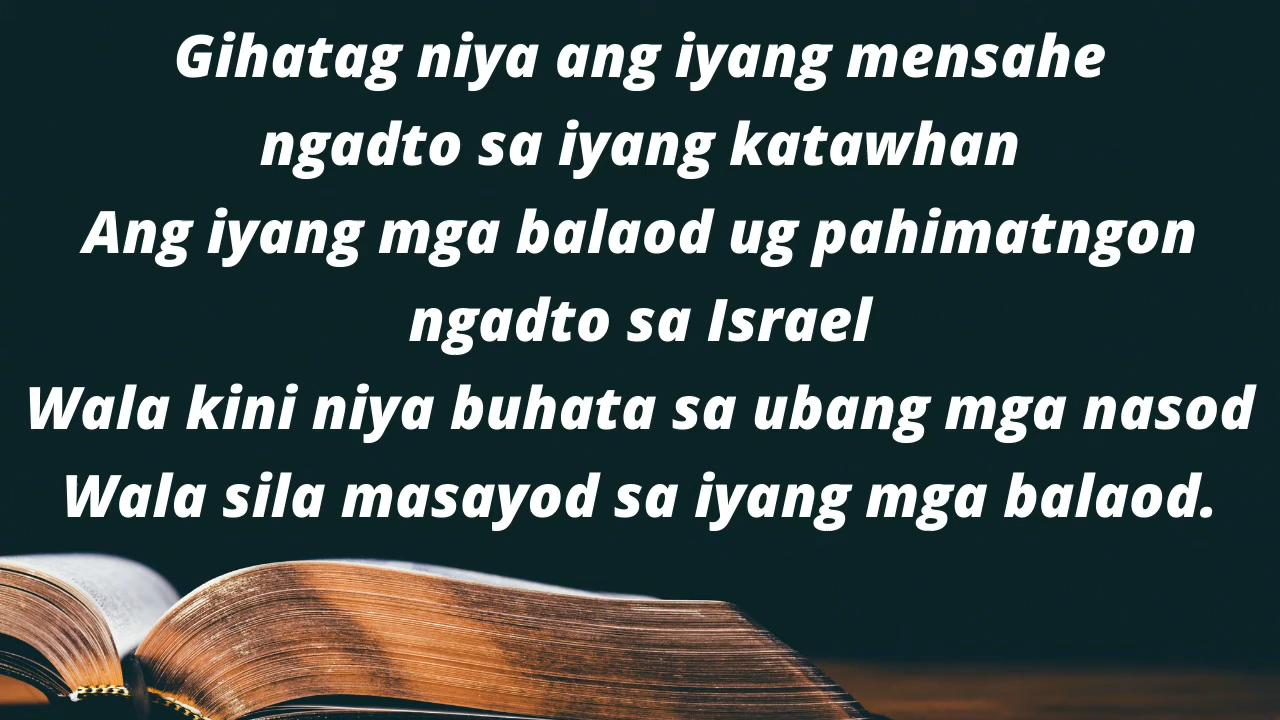 Gihatag niya ang iyang mensahe
ngadto sa iyang katawhan
Ang iyang mga balaod ug pahimatngon
ngadto sa Israel
Wala kini niya buhata sa ubang mga nasod
Wala sila masayod sa iyang mga balaod.